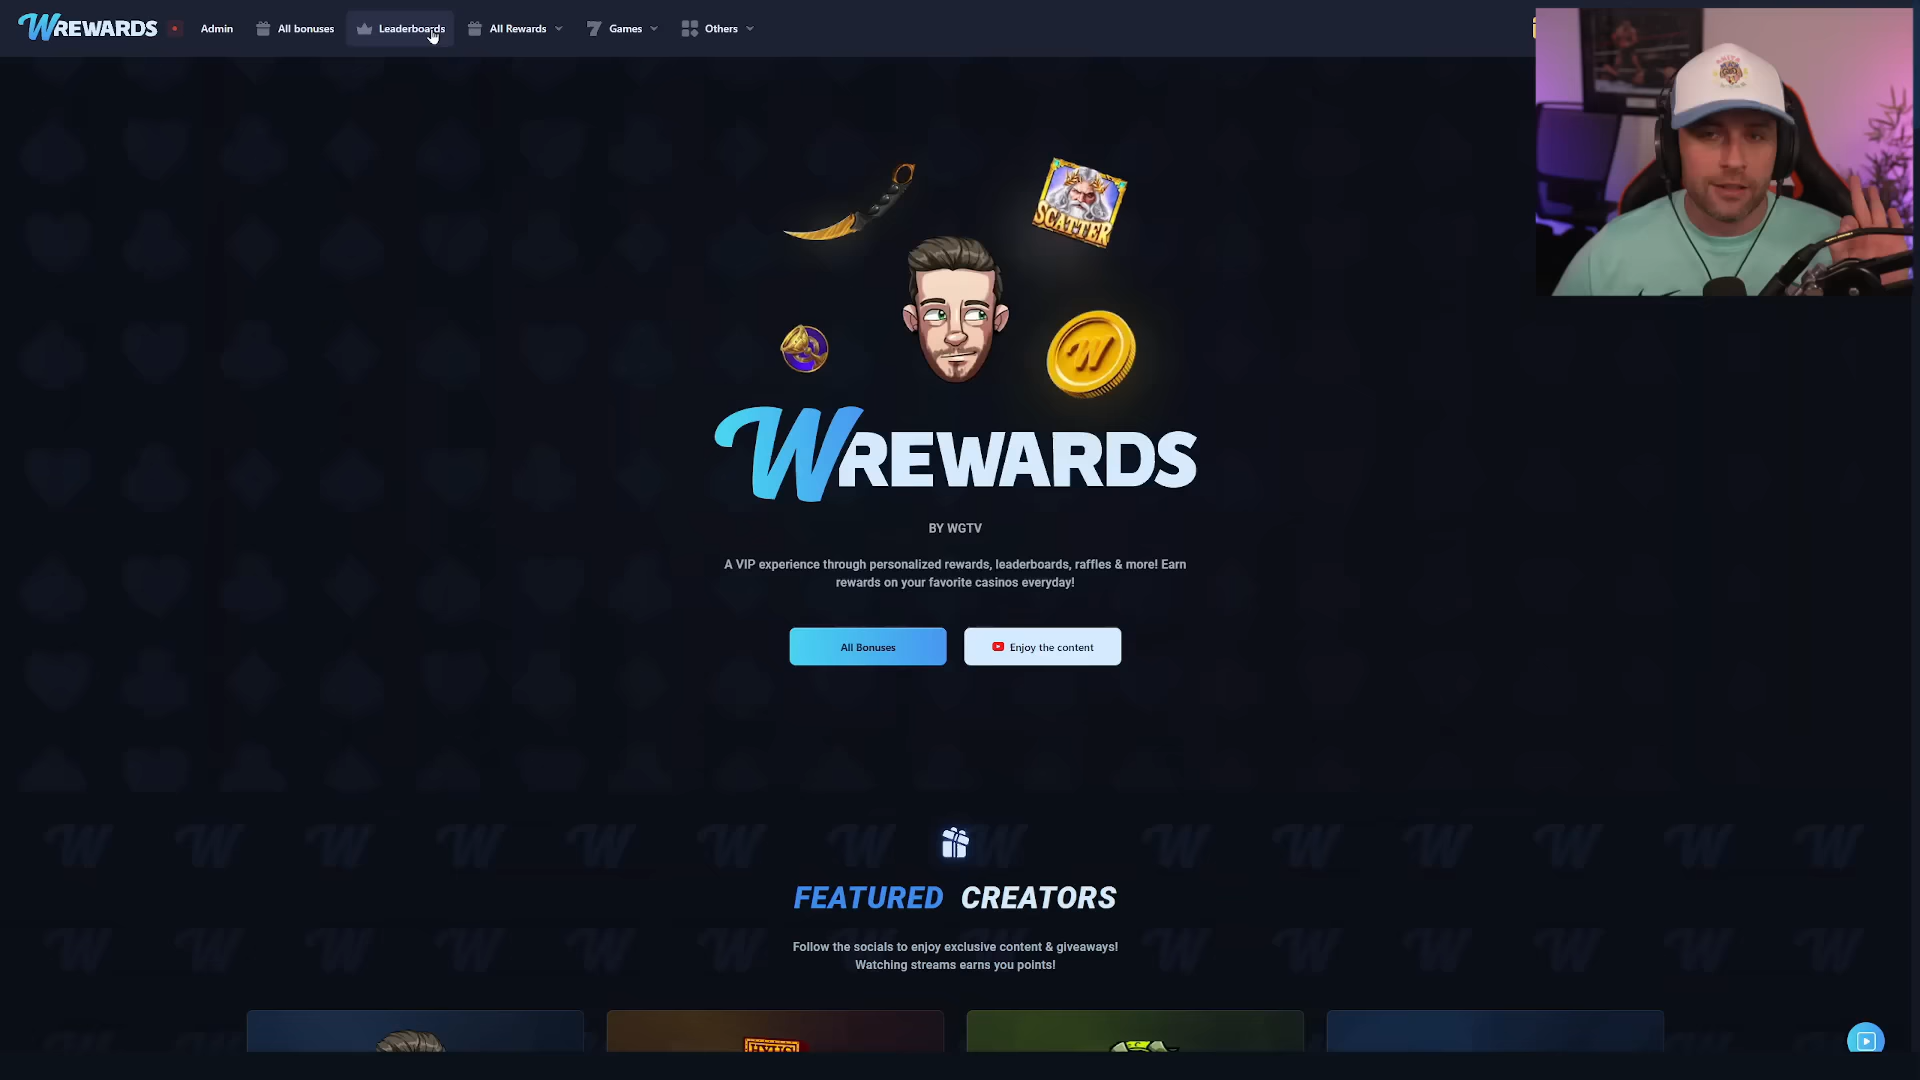 WREWARDS
Admin
All bonuses
Leaderboards
All Rewards
Games
Others
SCATTER
W
WREWARDS
BY WGTV
A VIP experience through personalized rewards, leaderboards, raffles & more! Earn
rewards on your favorite casinos everyday!
All Bonuses
Enjoy the content
FEATURED CREATORS
Follow the socials to enjoy exclusive content & giveaways!
Watching streams earns you points!